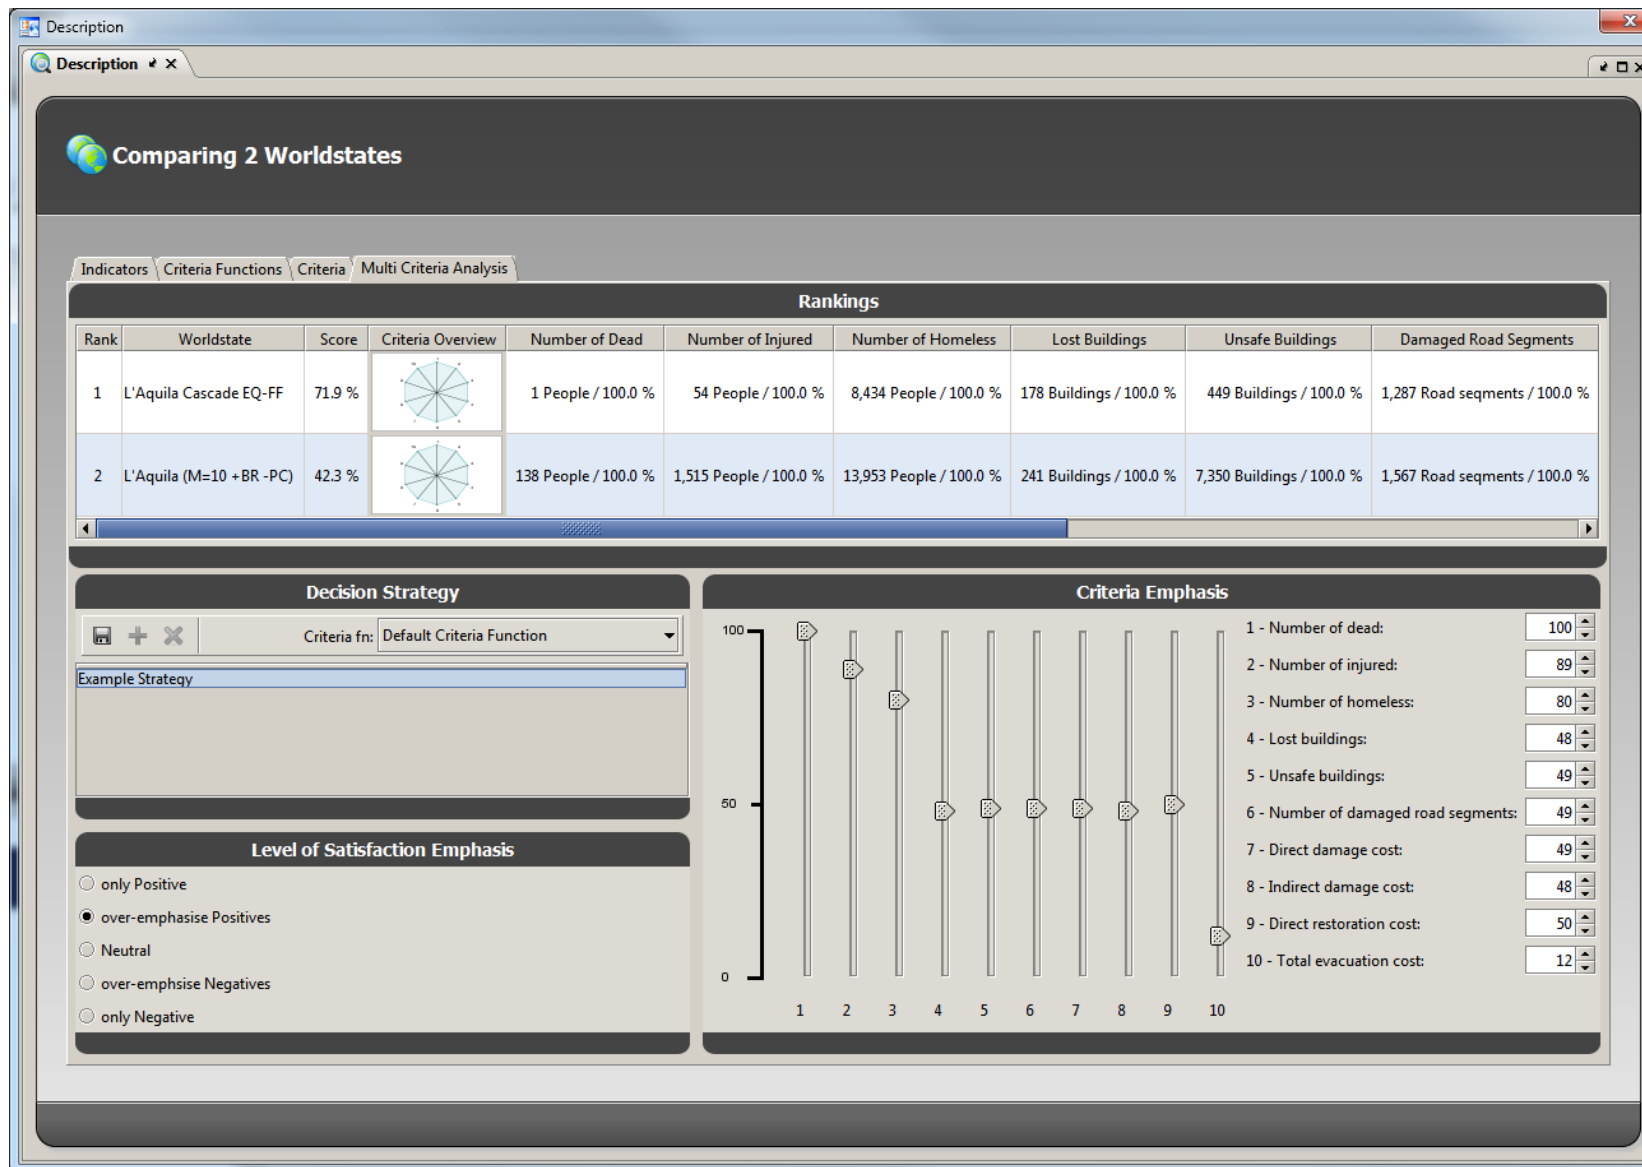 Description
Description
Comparing 2 Worldstates
Indicators Criteria Functions Criteria Multi Criteria Analysis
Rankings
Rank Worldstate Score Criteria Overview Number of Dead Number of Injured Number of Homeless Lost Buildings Unsafe Buildings Damaged Road Segments
1 L'Aquila Cascade EQ-FF 71.9 % 1 People / 100.0 % 54 People / 100.0 % 8,434 People / 100.0 % 178 Buildings / 100.0 % 449 Buildings / 100.0 % 1,287 Road segments / 100.0 %
2 L'Aquila (M=10 +BR -PC) 42.3 % 138 People / 100.0 % 1,515 People / 100.0 % 13,953 People / 100.0 % 241 Buildings / 100.0 % 7,350 Buildings / 100.0 % 1,567 Road segments / 100.0 %
Decision Strategy
Criteria fn: Default Criteria Function
Example Strategy
Level of Satisfaction Emphasis
only Positive
over-emphasise Positives
Neutral
over-emphsise Negatives
only Negative
Criteria Emphasis
100
50
0
1 2 3 4 5 6 7 8 9 10
1 - Number of dead: 100
2 - Number of injured: 89
3 - Number of homeless: 80
4 - Lost buildings: 48
5 - Unsafe buildings: 49
6 - Number of damaged road segments: 49
7 - Direct damage cost: 49
8 - Indirect damage cost: 48
9 - Direct restoration cost: 50
10 - Total evacuation cost: 12